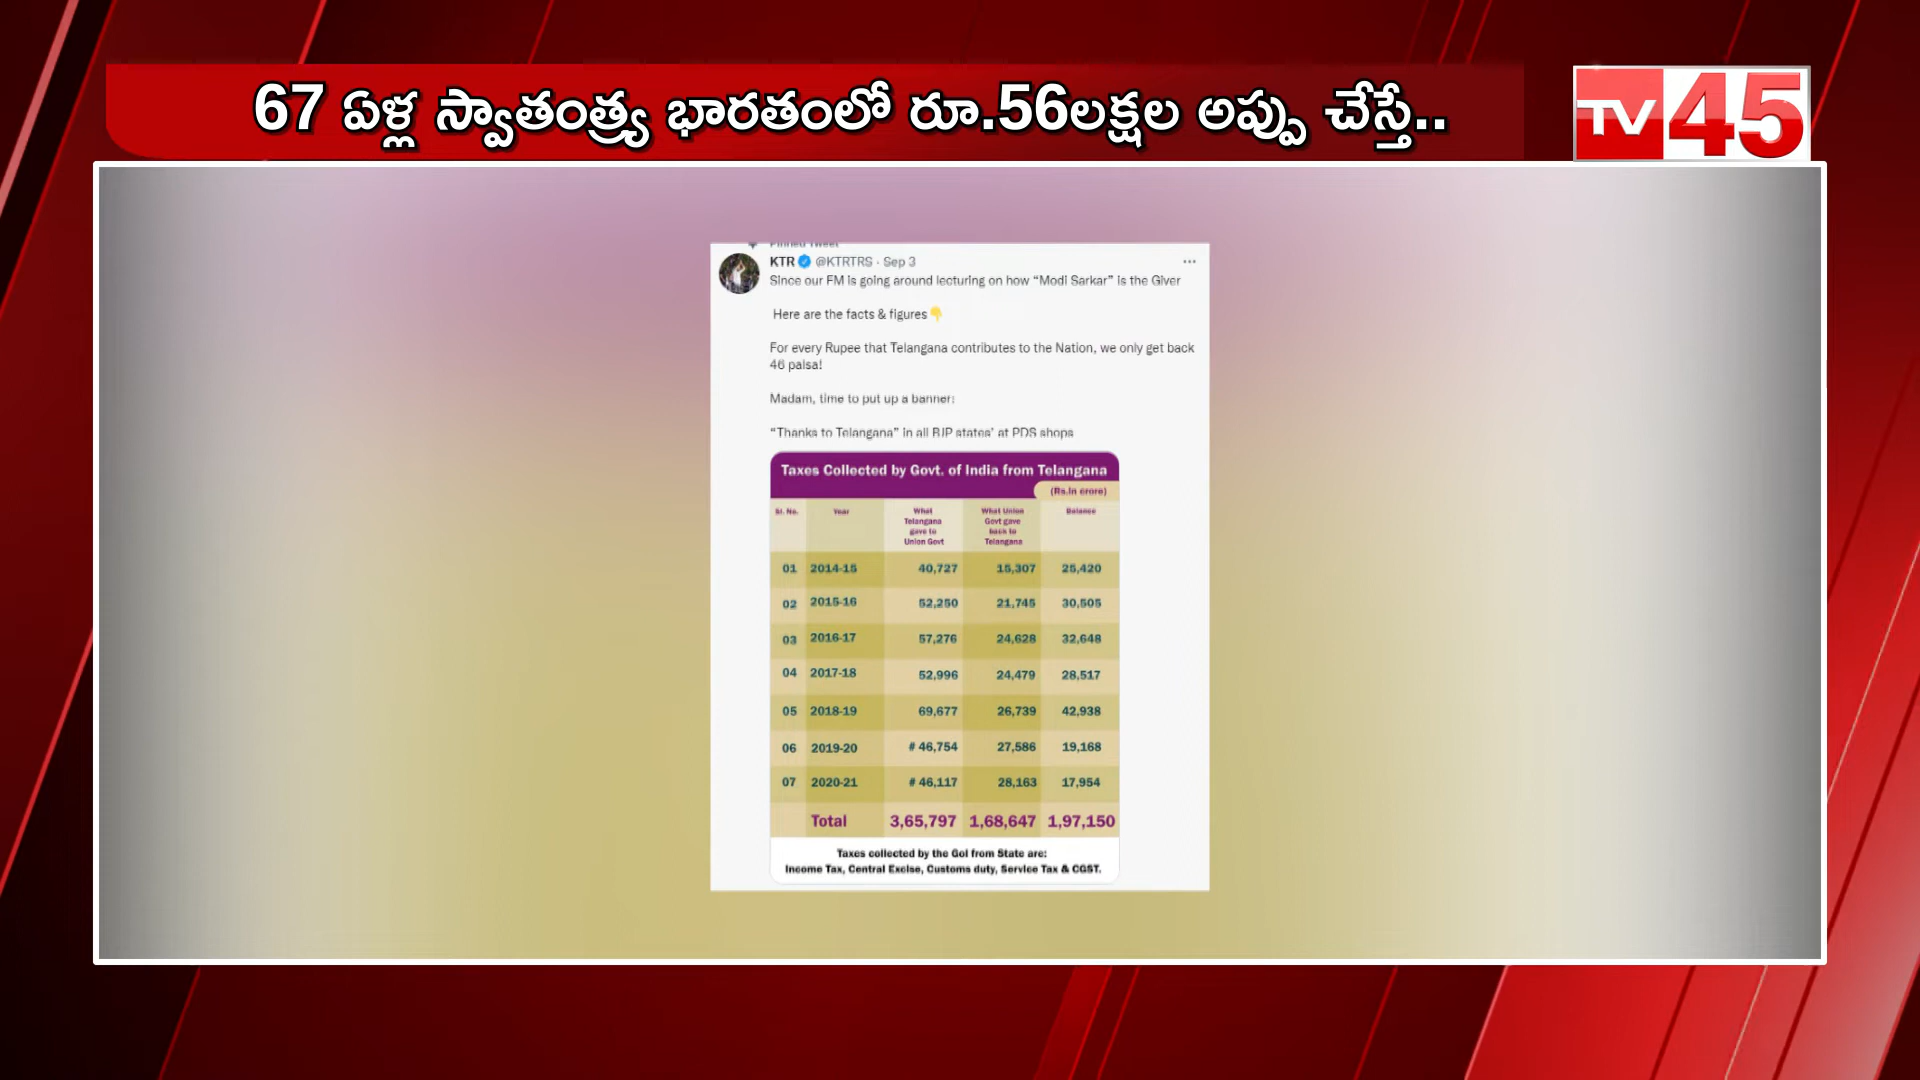 67 ఏళ్ల స్వాతంత్ర్య భారతంలో రూ.56లక్షల అప్పు చేస్తే..
TV45
Pinned Tweet
KTR @KTRTRS · Sep 3
Since our FM is going around lecturing on how “Modi Sarkar” is the Giver
Here are the facts & figures👇
For every Rupee that Telangana contributes to the Nation, we only get back
46 paisa!
Madam, time to put up a banner:
“Thanks to Telangana” in all BJP states’ at PDS shops
Taxes Collected by Govt. of India from Telangana
(Rs.in crore)
Sl. No. Year What Telangana gave to Union Govt What Union Govt gave back to Telangana Balance
01 2014-15 40,727 15,307 25,420
02 2015-16 52,250 21,745 30,505
03 2016-17 57,276 24,628 32,648
04 2017-18 52,996 24,479 28,517
05 2018-19 69,677 26,739 42,938
06 2019-20 # 46,754 27,586 19,168
07 2020-21 # 46,117 28,163 17,954
Total 3,65,797 1,68,647 1,97,150
Taxes collected by the GoI from State are:
Income Tax, Central Excise, Customs duty, Service Tax & CGST.